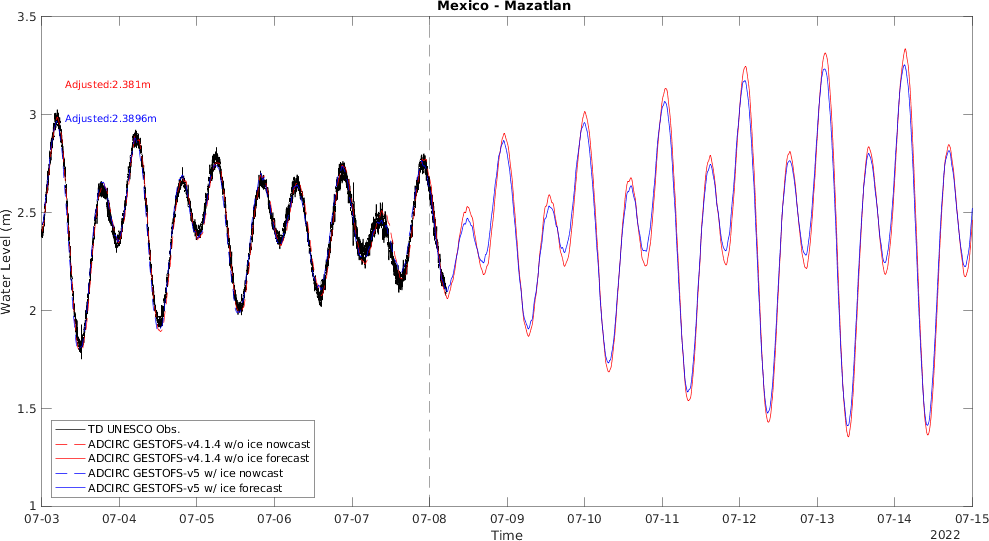 Mexico - Mazatlan
3.5
3
2.5
2
1.5
1
Water Level (m)
Adjusted:2.381m
Adjusted:2.3896m
TD UNESCO Obs.
ADCIRC GESTOFS-v4.1.4 w/o ice nowcast
ADCIRC GESTOFS-v4.1.4 w/o ice forecast
ADCIRC GESTOFS-v5 w/ ice nowcast
ADCIRC GESTOFS-v5 w/ ice forecast
07-03 07-04 07-05 07-06 07-07 07-08 07-09 07-10 07-11 07-12 07-13 07-14 07-15
Time
2022